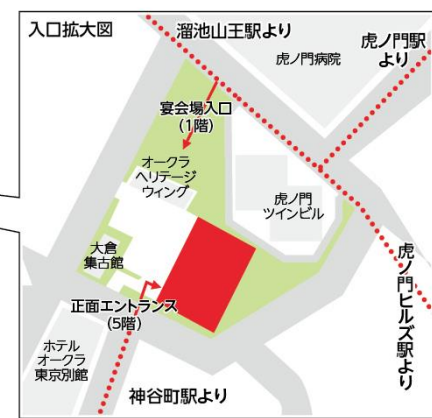 入口拡大図
溜池山王駅より
虎ノ門病院
虎ノ門駅
より
宴会場入口
(1階)
オークラ
ヘリテージ
ウィング
虎ノ門
ツインビル
大倉
集古館
正面エントランス
(5階)
虎ノ門ヒルズ駅より
ホテル
オークラ
東京別館
神谷町駅より